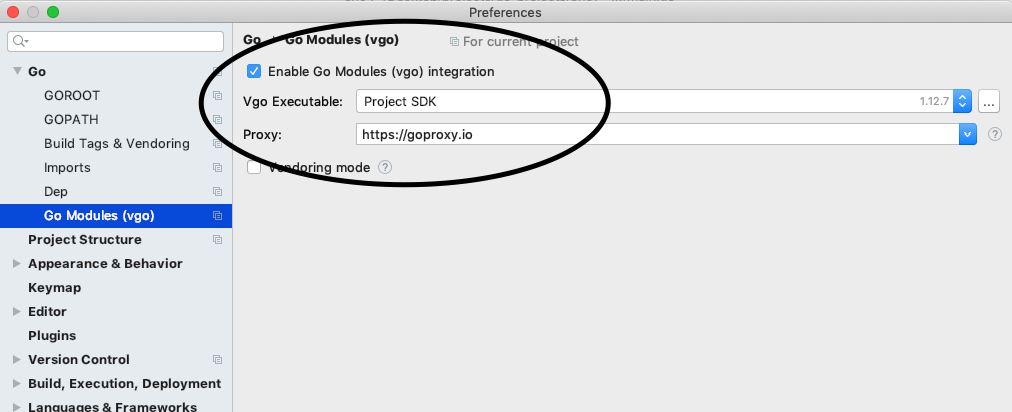 Preferences
Go
GOROOT
GOPATH
Build Tags & Vendoring
Imports
Dep
Go Modules (vgo)
Project Structure
Appearance & Behavior
Keymap
Editor
Plugins
Version Control
Build, Execution, Deployment
Languages & Frameworks
Go › Go Modules (vgo) For current project
Enable Go Modules (vgo) integration
Vgo Executable: Project SDK 1.12.7 ...
Proxy: https://goproxy.io ?
Vendoring mode ?